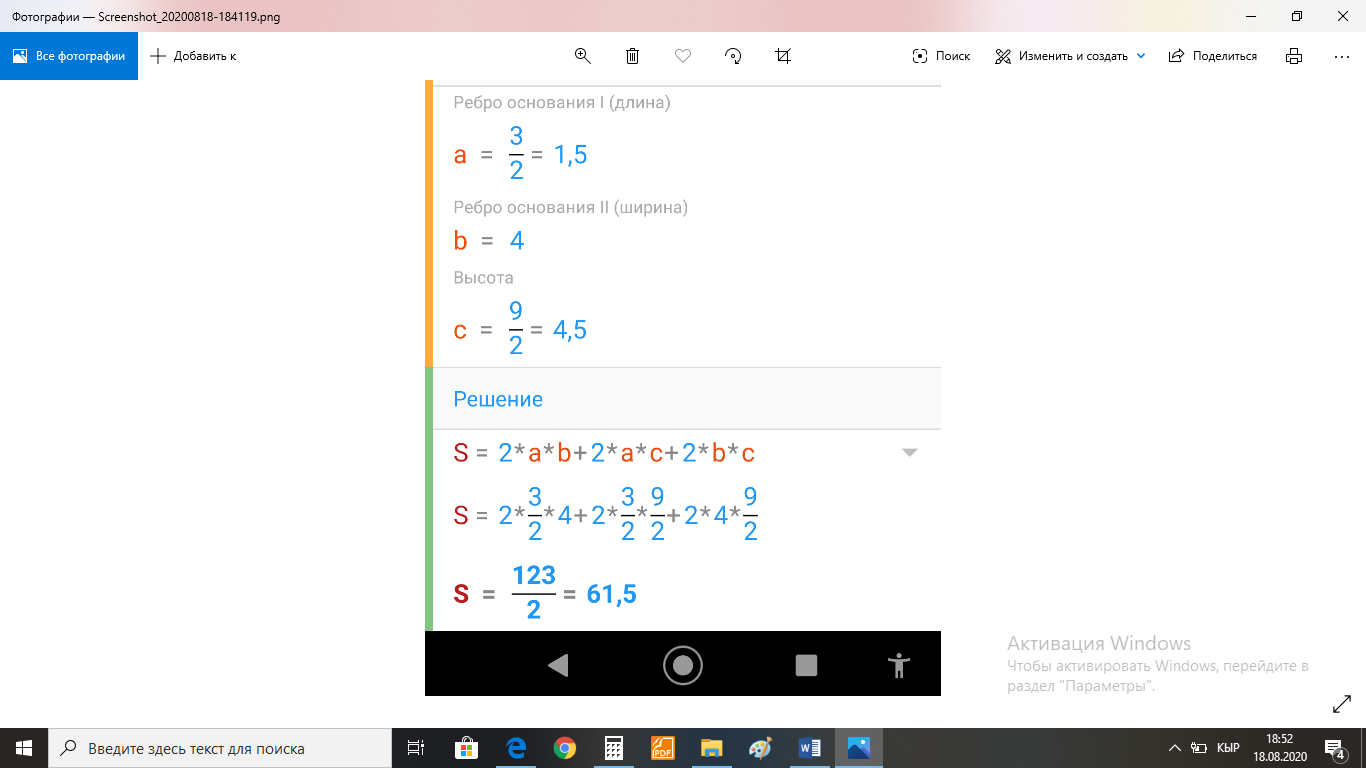 Фотографии — Screenshot_20200818-184119.png
Все фотографии
Добавить к
Поиск
Изменить и создать
Поделиться
Ребро основания I (длина)
a = 3/2 = 1,5
Ребро основания II (ширина)
b = 4
Высота
c = 9/2 = 4,5
Решение
S = 2*a*b+2*a*c+2*b*c
S = 2*3/2*4+2*3/2*9/2+2*4*9/2
S = 123/2 = 61,5
Активация Windows
Чтобы активировать Windows, перейдите в
раздел "Параметры".
Введите здесь текст для поиска
PDF
КЫР
18:52
18.08.2020
4